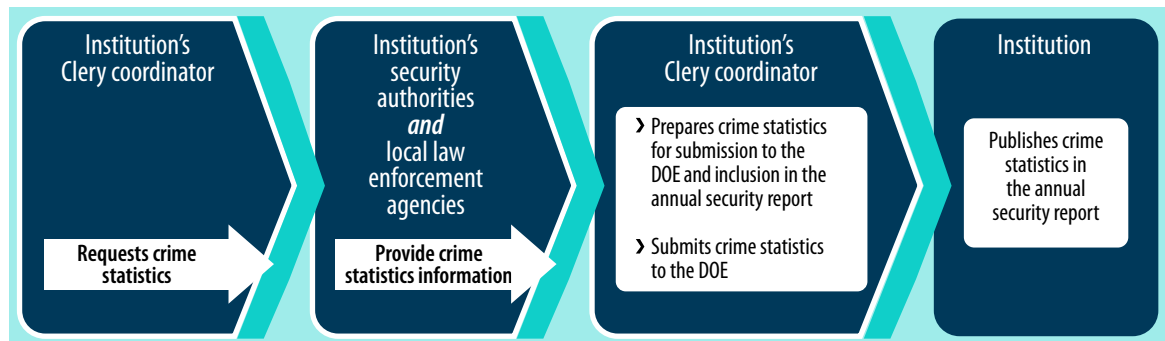 Institution’s
Clery coordinator
Requests crime
statistics
Institution’s
security
authorities
and
local law
enforcement
agencies
Provide crime
statistics information
Institution’s
Clery coordinator
❯ Prepares crime statistics
for submission to the
DOE and inclusion in the
annual security report
❯ Submits crime statistics
to the DOE
Institution
Publishes crime
statistics in
the annual
security report